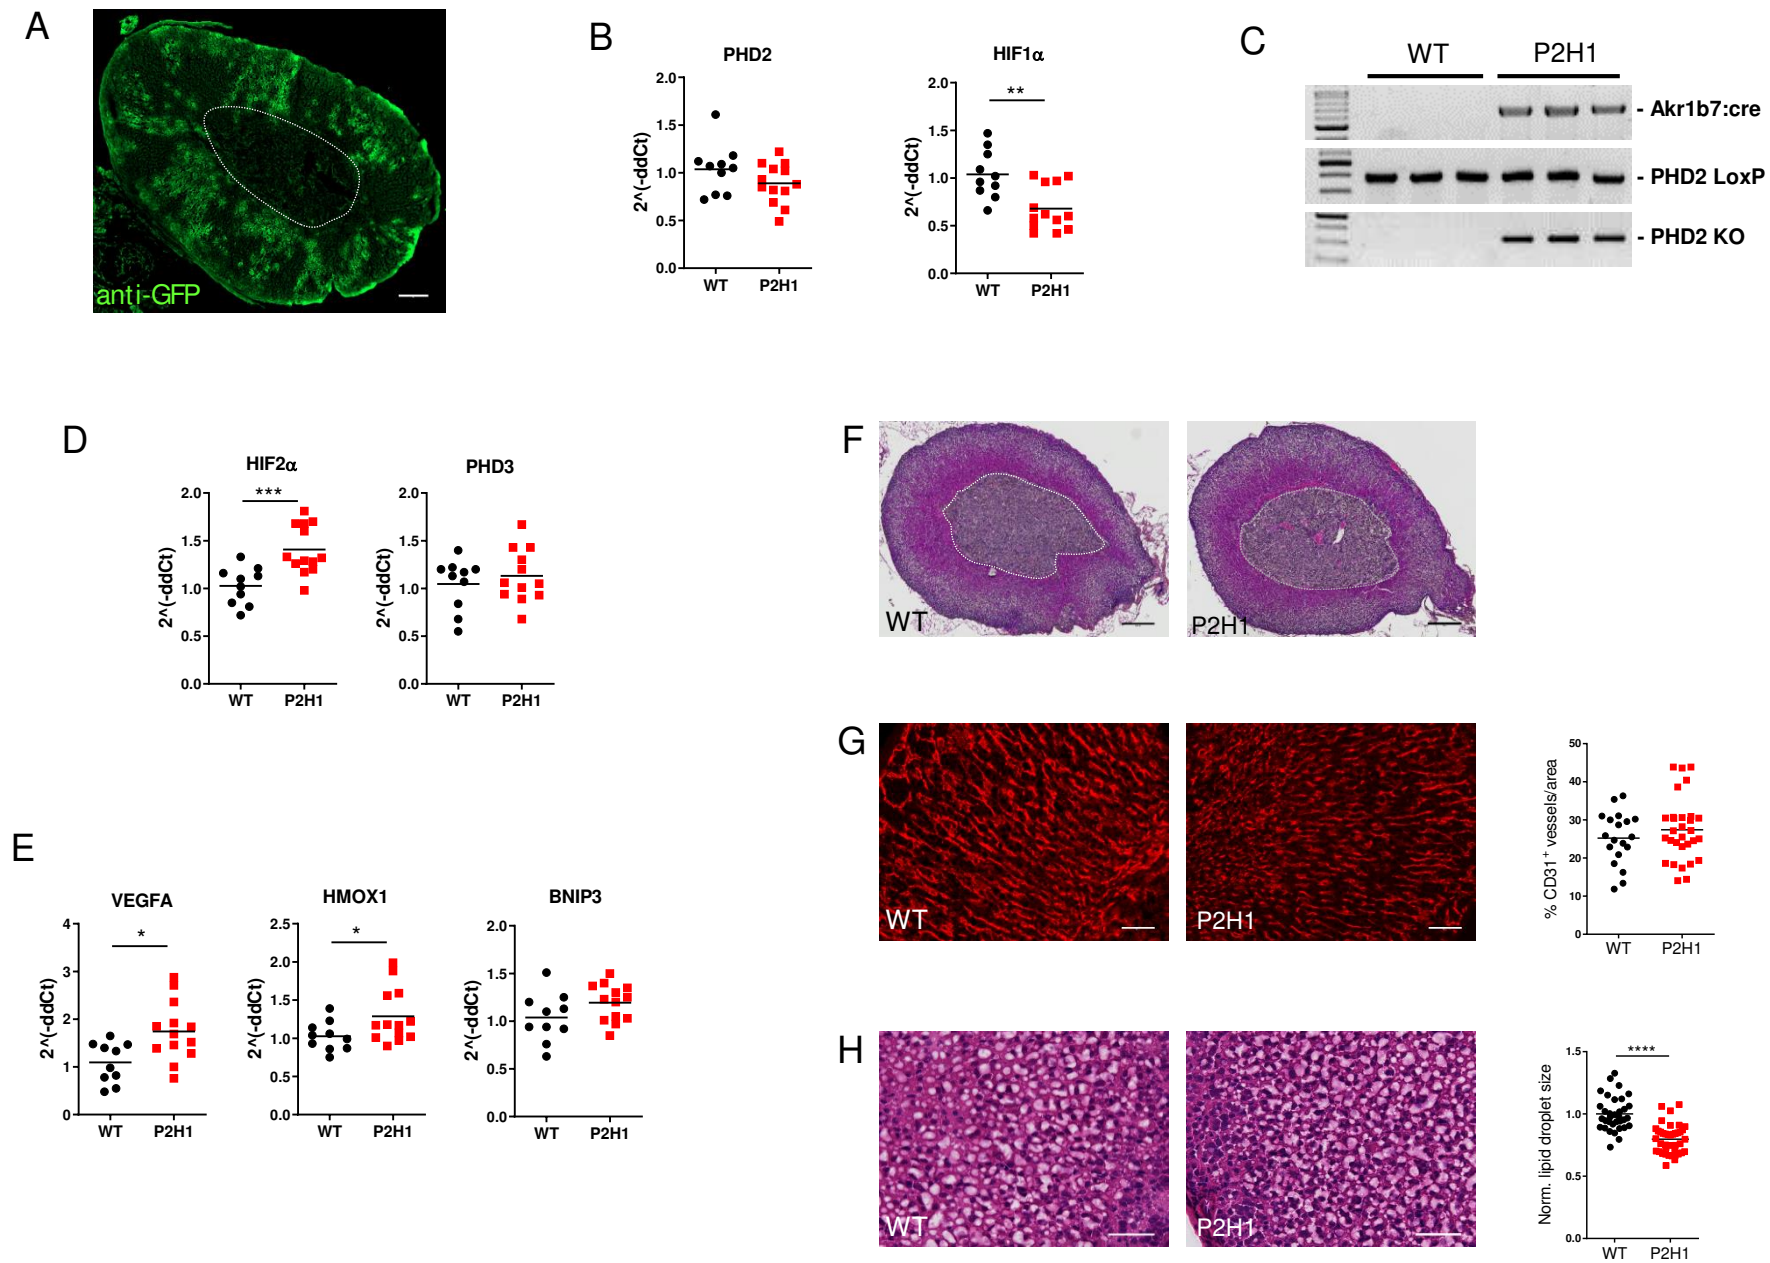 A
anti-GFP
B
PHD2
2^(-ddCt)
2.0
1.5
1.0
0.5
0.0
WT P2H1
HIF1α
**
2^(-ddCt)
2.0
1.5
1.0
0.5
0.0
WT P2H1
C
WT P2H1
- Akr1b7:cre
- PHD2 LoxP
- PHD2 KO
D
HIF2α
***
2^(-ddCt)
2.0
1.5
1.0
0.5
0.0
WT P2H1
PHD3
2^(-ddCt)
2.0
1.5
1.0
0.5
0.0
WT P2H1
E
VEGFA
*
2^(-ddCt)
4
3
2
1
0
WT P2H1
HMOX1
*
2^(-ddCt)
2.5
2.0
1.5
1.0
0.5
0.0
WT P2H1
BNIP3
2^(-ddCt)
2.0
1.5
1.0
0.5
0.0
WT P2H1
F
WT
P2H1
G
WT
P2H1
% CD31+ vessels/area
50
40
30
20
10
0
WT P2H1
H
WT
P2H1
Norm. lipid droplet size
****
1.5
1.0
0.5
0.0
WT P2H1